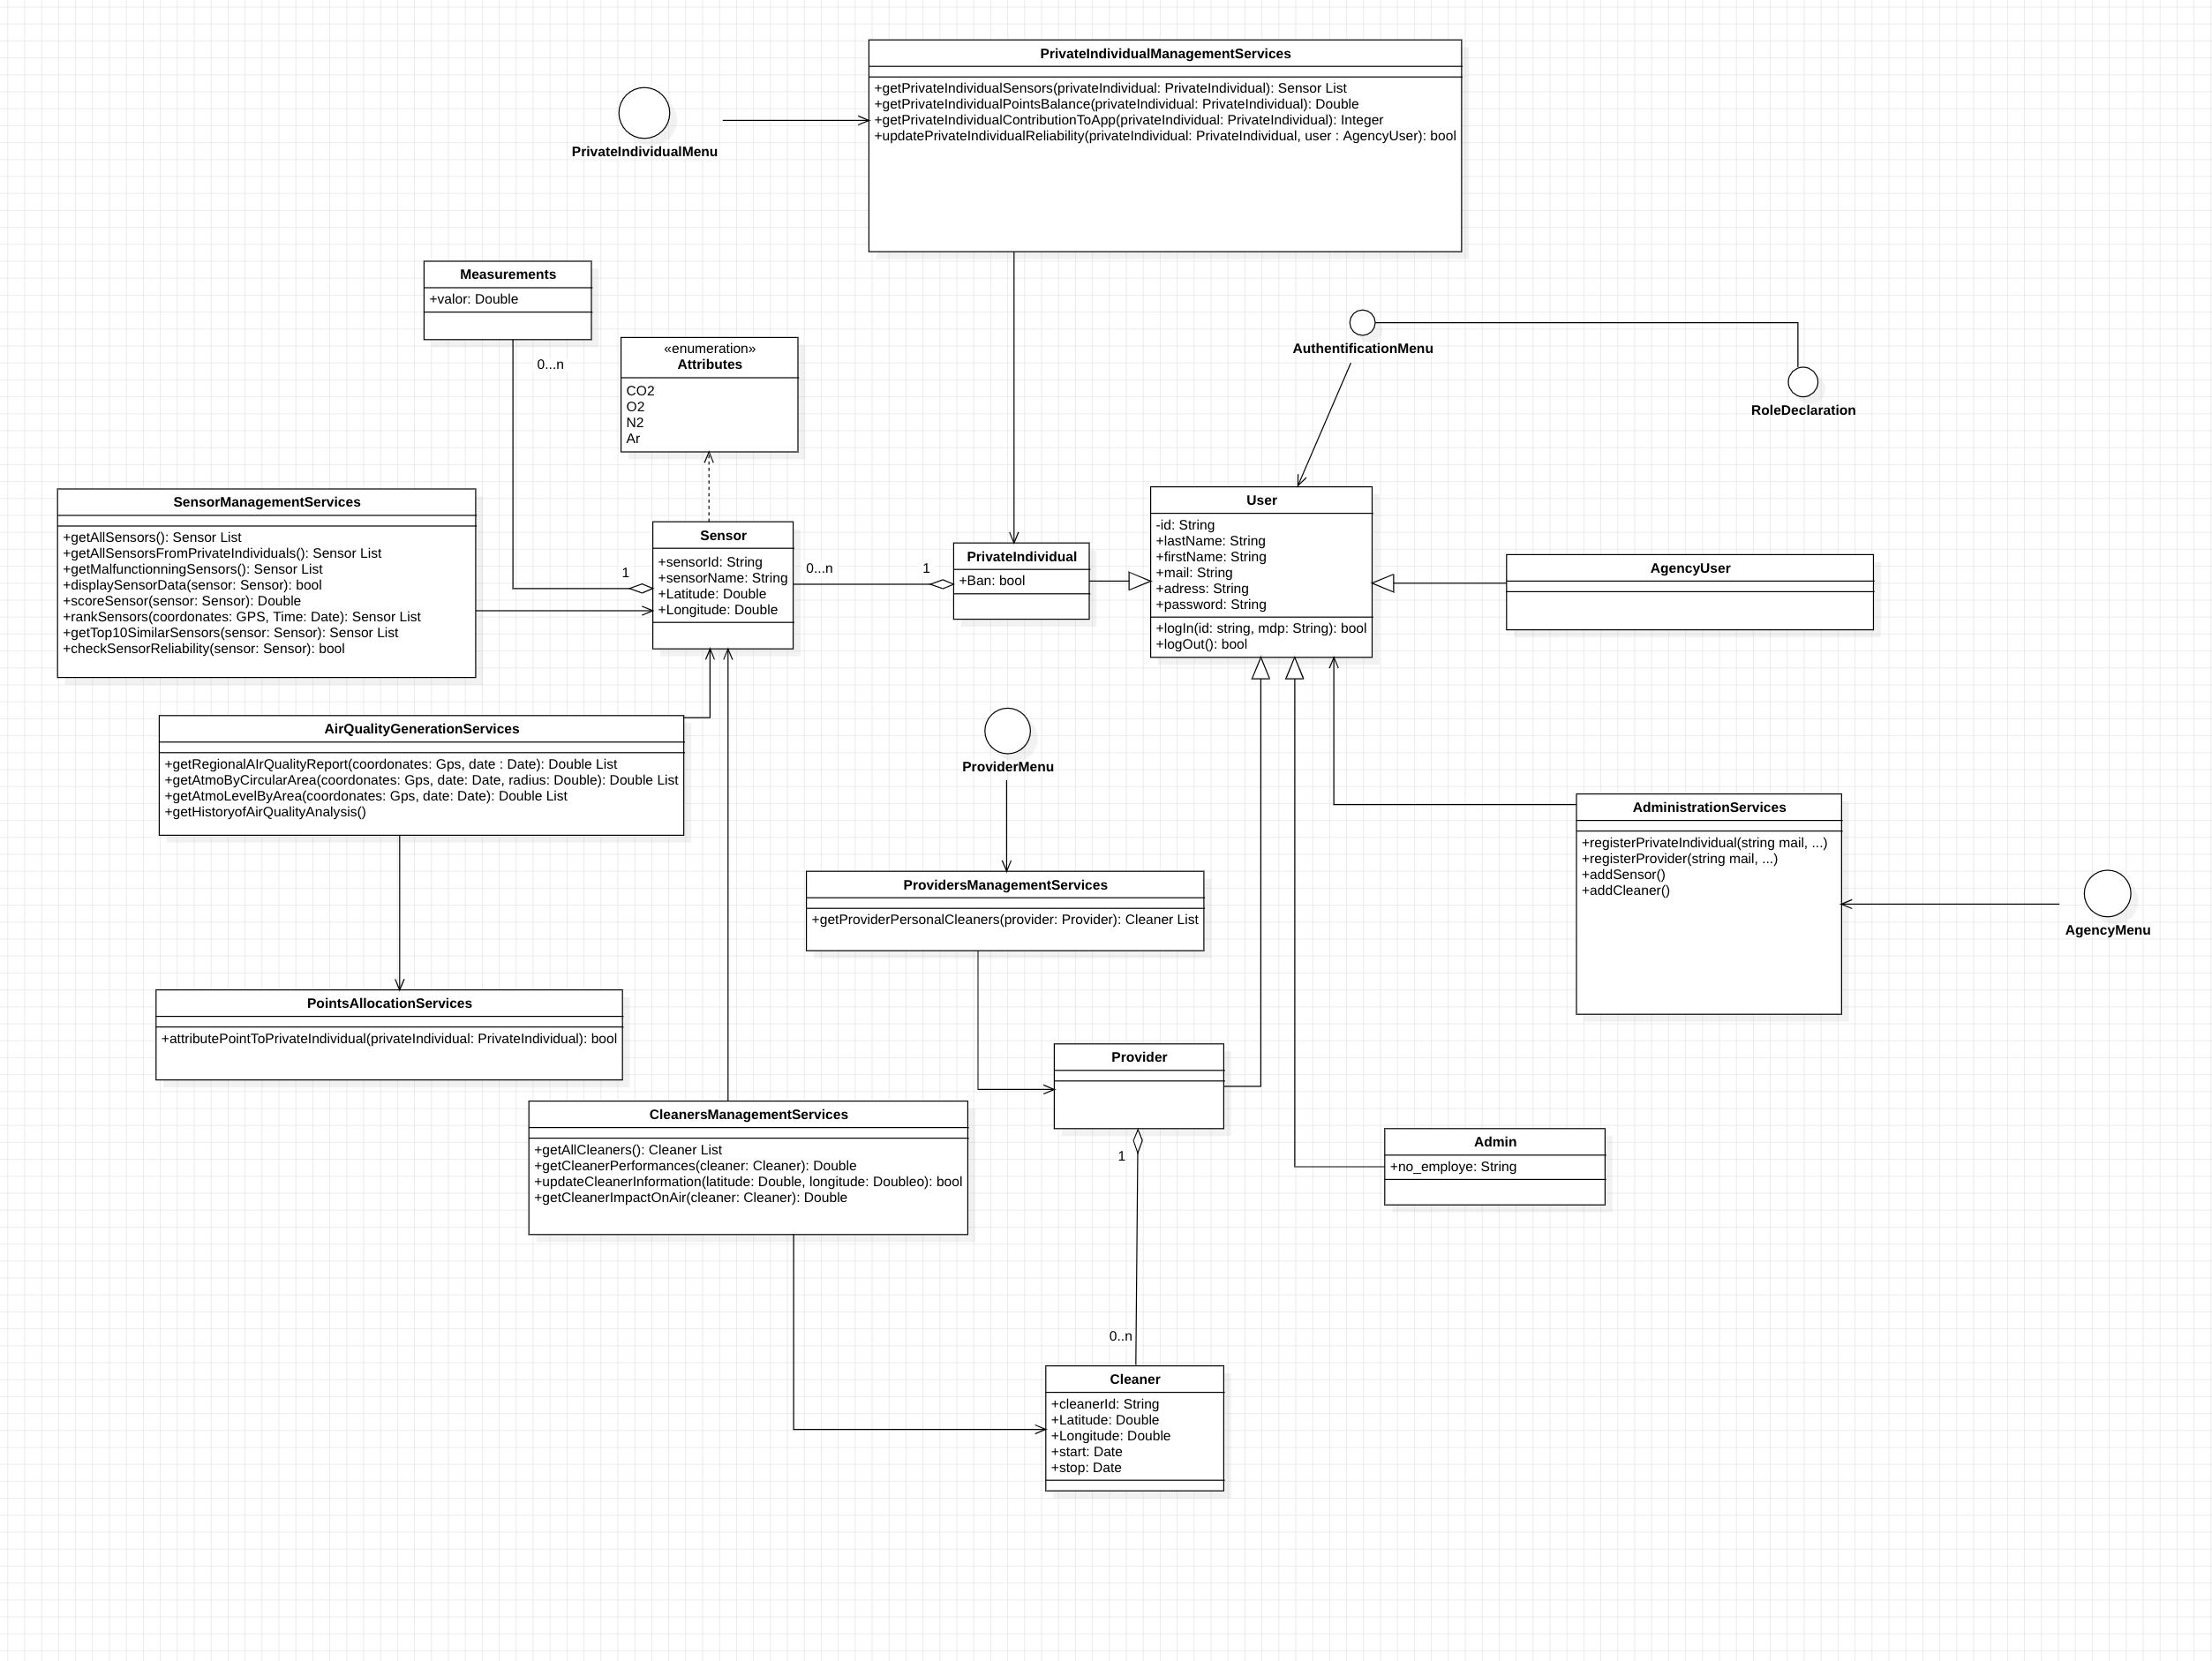 PrivateIndividualManagementServices
+getPrivateIndividualSensors(privateIndividual: PrivateIndividual): Sensor List
+getPrivateIndividualPointsBalance(privateIndividual: PrivateIndividual): Double
+getPrivateIndividualContributionToApp(privateIndividual: PrivateIndividual): Integer
+updatePrivateIndividualReliability(privateIndividual: PrivateIndividual, user : AgencyUser): bool
PrivateIndividualMenu
Measurements
+valor: Double
0...n
«enumeration»
Attributes
CO2
O2
N2
Ar
AuthentificationMenu
RoleDeclaration
SensorManagementServices
+getAllSensors(): Sensor List
+getAllSensorsFromPrivateIndividuals(): Sensor List
+getMalfunctionningSensors(): Sensor List
+displaySensorData(sensor: Sensor): bool
+scoreSensor(sensor: Sensor): Double
+rankSensors(coordonates: GPS, Time: Date): Sensor List
+getTop10SimilarSensors(sensor: Sensor): Sensor List
+checkSensorReliability(sensor: Sensor): bool
1
Sensor
+sensorId: String
+sensorName: String
+Latitude: Double
+Longitude: Double
0...n
1
PrivateIndividual
+Ban: bool
User
-id: String
+lastName: String
+firstName: String
+mail: String
+adress: String
+password: String
+logIn(id: string, mdp: String): bool
+logOut(): bool
AgencyUser
AirQualityGenerationServices
+getRegionalAIrQualityReport(coordonates: Gps, date : Date): Double List
+getAtmoByCircularArea(coordonates: Gps, date: Date, radius: Double): Double List
+getAtmoLevelByArea(coordonates: Gps, date: Date): Double List
+getHistoryofAirQualityAnalysis()
ProviderMenu
ProvidersManagementServices
+getProviderPersonalCleaners(provider: Provider): Cleaner List
AdministrationServices
+registerPrivateIndividual(string mail, ...)
+registerProvider(string mail, ...)
+addSensor()
+addCleaner()
AgencyMenu
PointsAllocationServices
+attributePointToPrivateIndividual(privateIndividual: PrivateIndividual): bool
Provider
1
CleanersManagementServices
+getAllCleaners(): Cleaner List
+getCleanerPerformances(cleaner: Cleaner): Double
+updateCleanerInformation(latitude: Double, longitude: Doubleo): bool
+getCleanerImpactOnAir(cleaner: Cleaner): Double
Admin
+no_employe: String
0..n
Cleaner
+cleanerId: String
+Latitude: Double
+Longitude: Double
+start: Date
+stop: Date